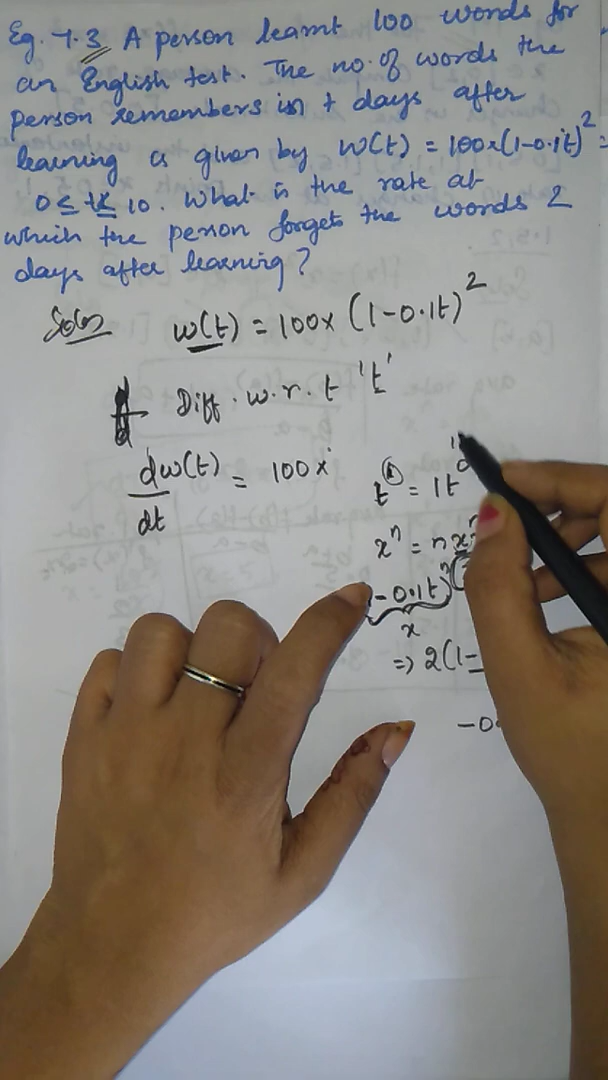 Eg. 7.3 A person learnt 100 words for
an English test. The no. of words the
person remembers in t days after
learning is given by W(t) = 100×(1-0.1t)² =
0 ≤ t ≤ 10. What is the rate at
which the person forgets the words 2
days after learning?
Soln w(t) = 100× (1-0.1t)²
Diff. w.r.t 't'
dw(t)/dt = 100×
t = 1t
xⁿ = nx
-0.1t)
x
⇒ 2(1-
-0